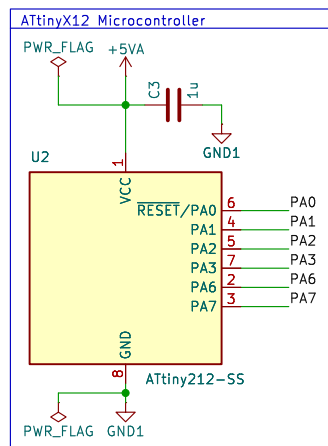 ATtinyX12 Microcontroller
PWR_FLAG
+5VA
C3
1u
GND1
U2
1
VCC
RESET/PA0 6 PA0
PA1 4 PA1
PA2 5 PA2
PA3 7 PA3
PA6 2 PA6
PA7 3 PA7
GND
8
ATtiny212-SS
PWR_FLAG
GND1